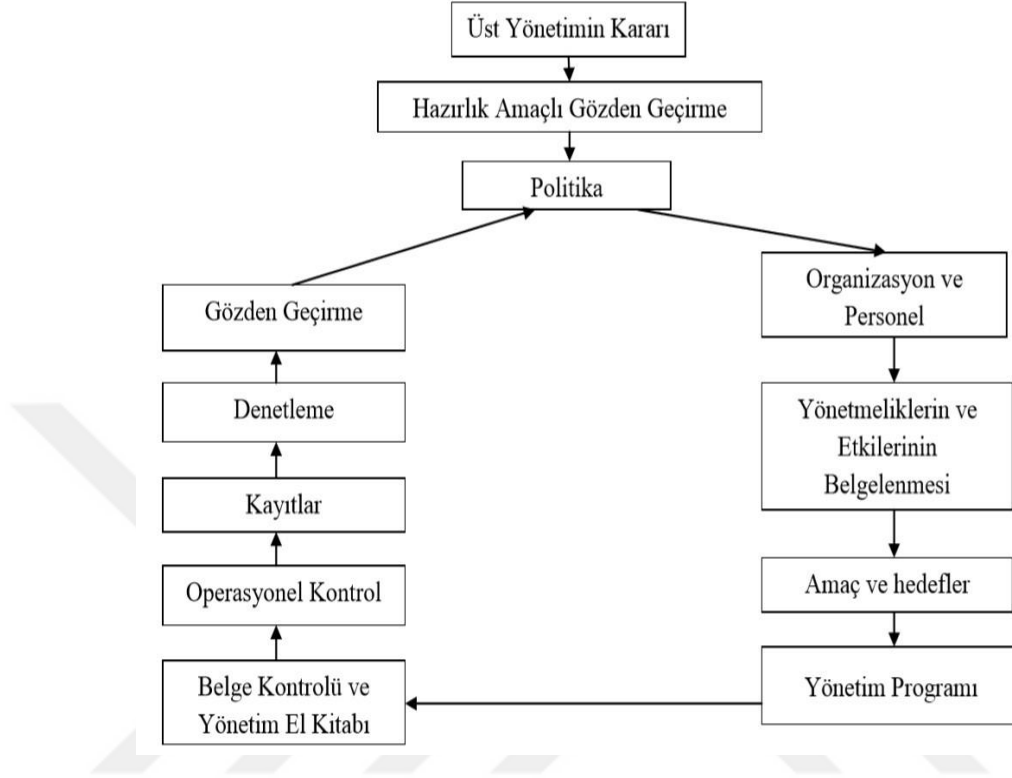 Üst Yönetimin Kararı
Hazırlık Amaçlı Gözden Geçirme
Politika
Organizasyon ve
Personel
Yönetmeliklerin ve
Etkilerinin
Belgelenmesi
Amaç ve hedefler
Yönetim Programı
Belge Kontrolü ve
Yönetim El Kitabı
Operasyonel Kontrol
Kayıtlar
Denetleme
Gözden Geçirme